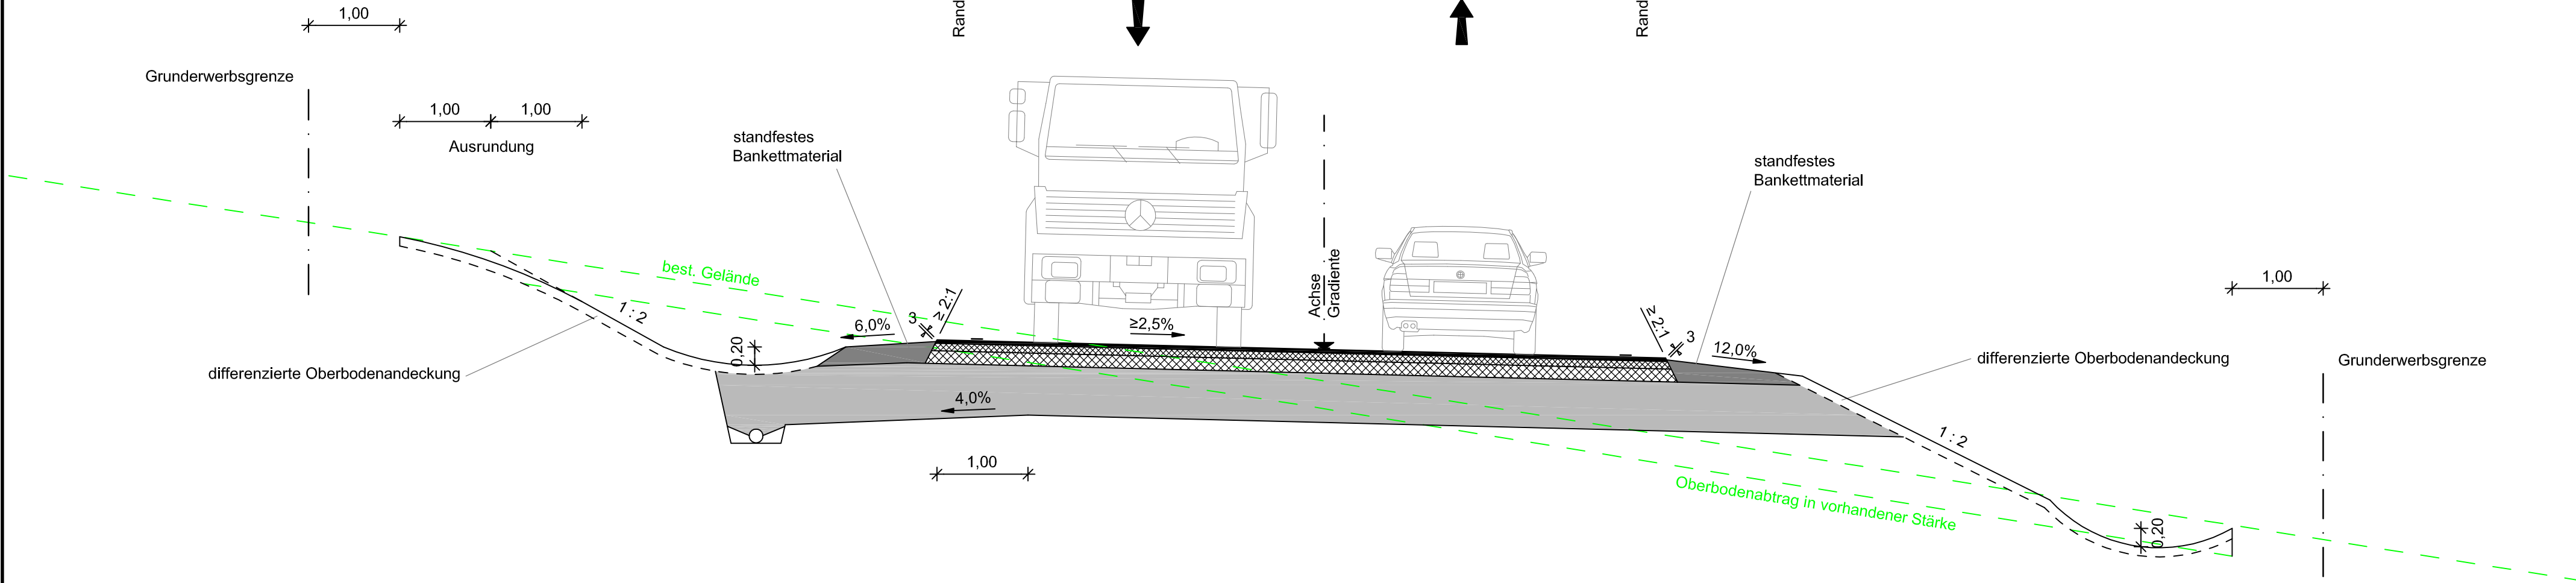 1,00
Rand
Rand
Grunderwerbsgrenze
1,00
1,00
Ausrundung
standfestes
Bankettmaterial
standfestes
Bankettmaterial
best. Gelände
Achse
Gradiente
1,00
1 : 2
3
≥ 2:1
6,0%
≥2,5%
≥ 2:1
3
12,0%
0,20
differenzierte Oberbodenandeckung
differenzierte Oberbodenandeckung
Grunderwerbsgrenze
4,0%
1 : 2
1,00
Oberbodenabtrag in vorhandener Stärke
0,20